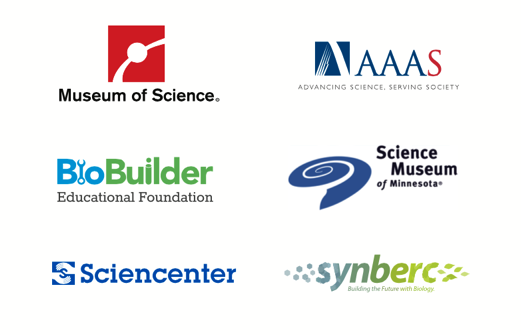 Museum of Science®
AAAS
ADVANCING SCIENCE, SERVING SOCIETY
BioBuilder
Educational Foundation
Science
Museum
of Minnesota®
Sciencenter
synberc
Building the Future with Biology